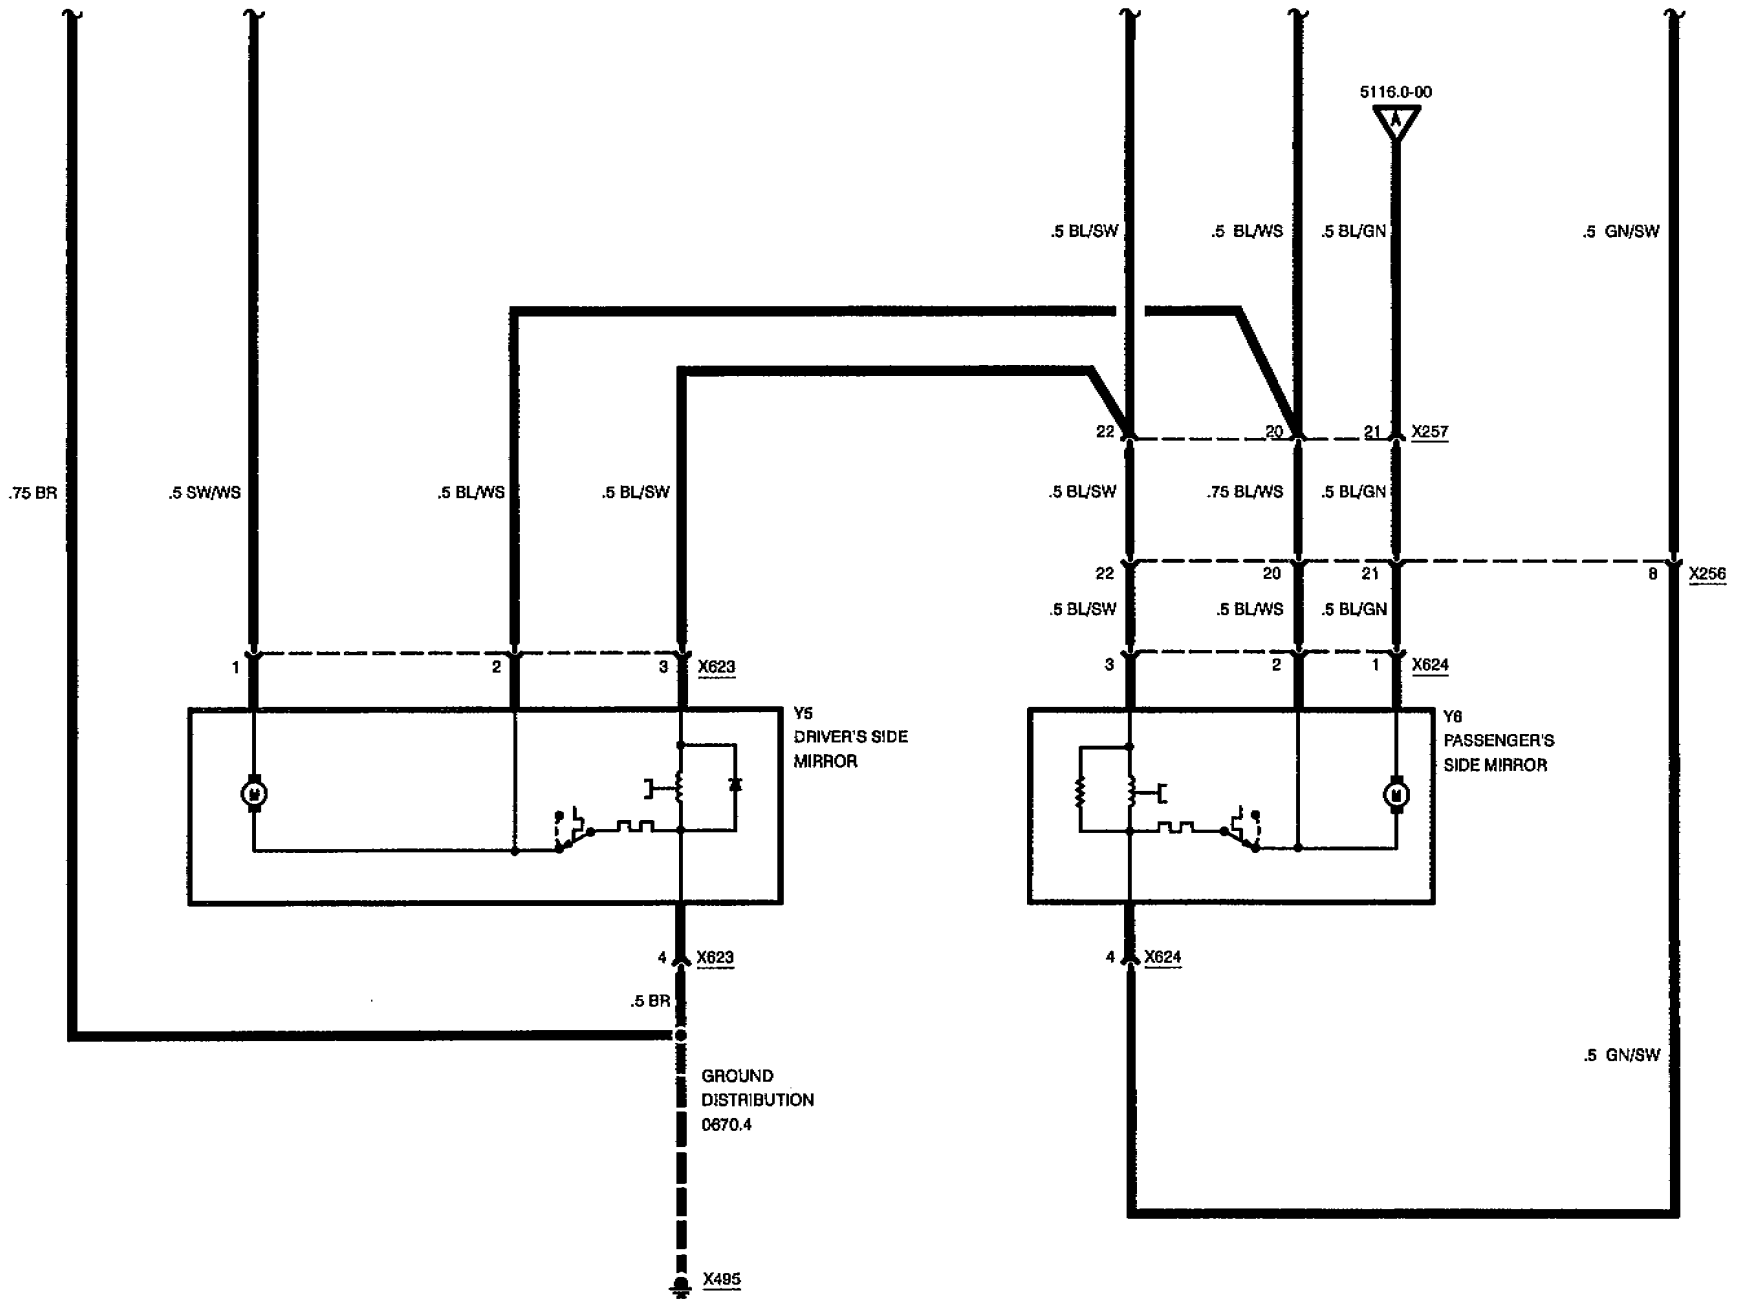 5116.0-00
A
.5 BL/SW
.5 BL/WS
.5 BL/GN
.5 GN/SW
22
20
21
X257
.75 BR
.5 SW/WS
.5 BL/WS
.5 BL/SW
.5 BL/SW
.75 BL/WS
.5 BL/GN
22
20
21
8
X256
.5 BL/SW
.5 BL/WS
.5 BL/GN
1
2
3
X623
3
2
1
X624
Y5
DRIVER'S SIDE
MIRROR
Y6
PASSENGER'S
SIDE MIRROR
M
M
4
X623
4
X624
.5 BR
.5 GN/SW
GROUND
DISTRIBUTION
0670.4
X495